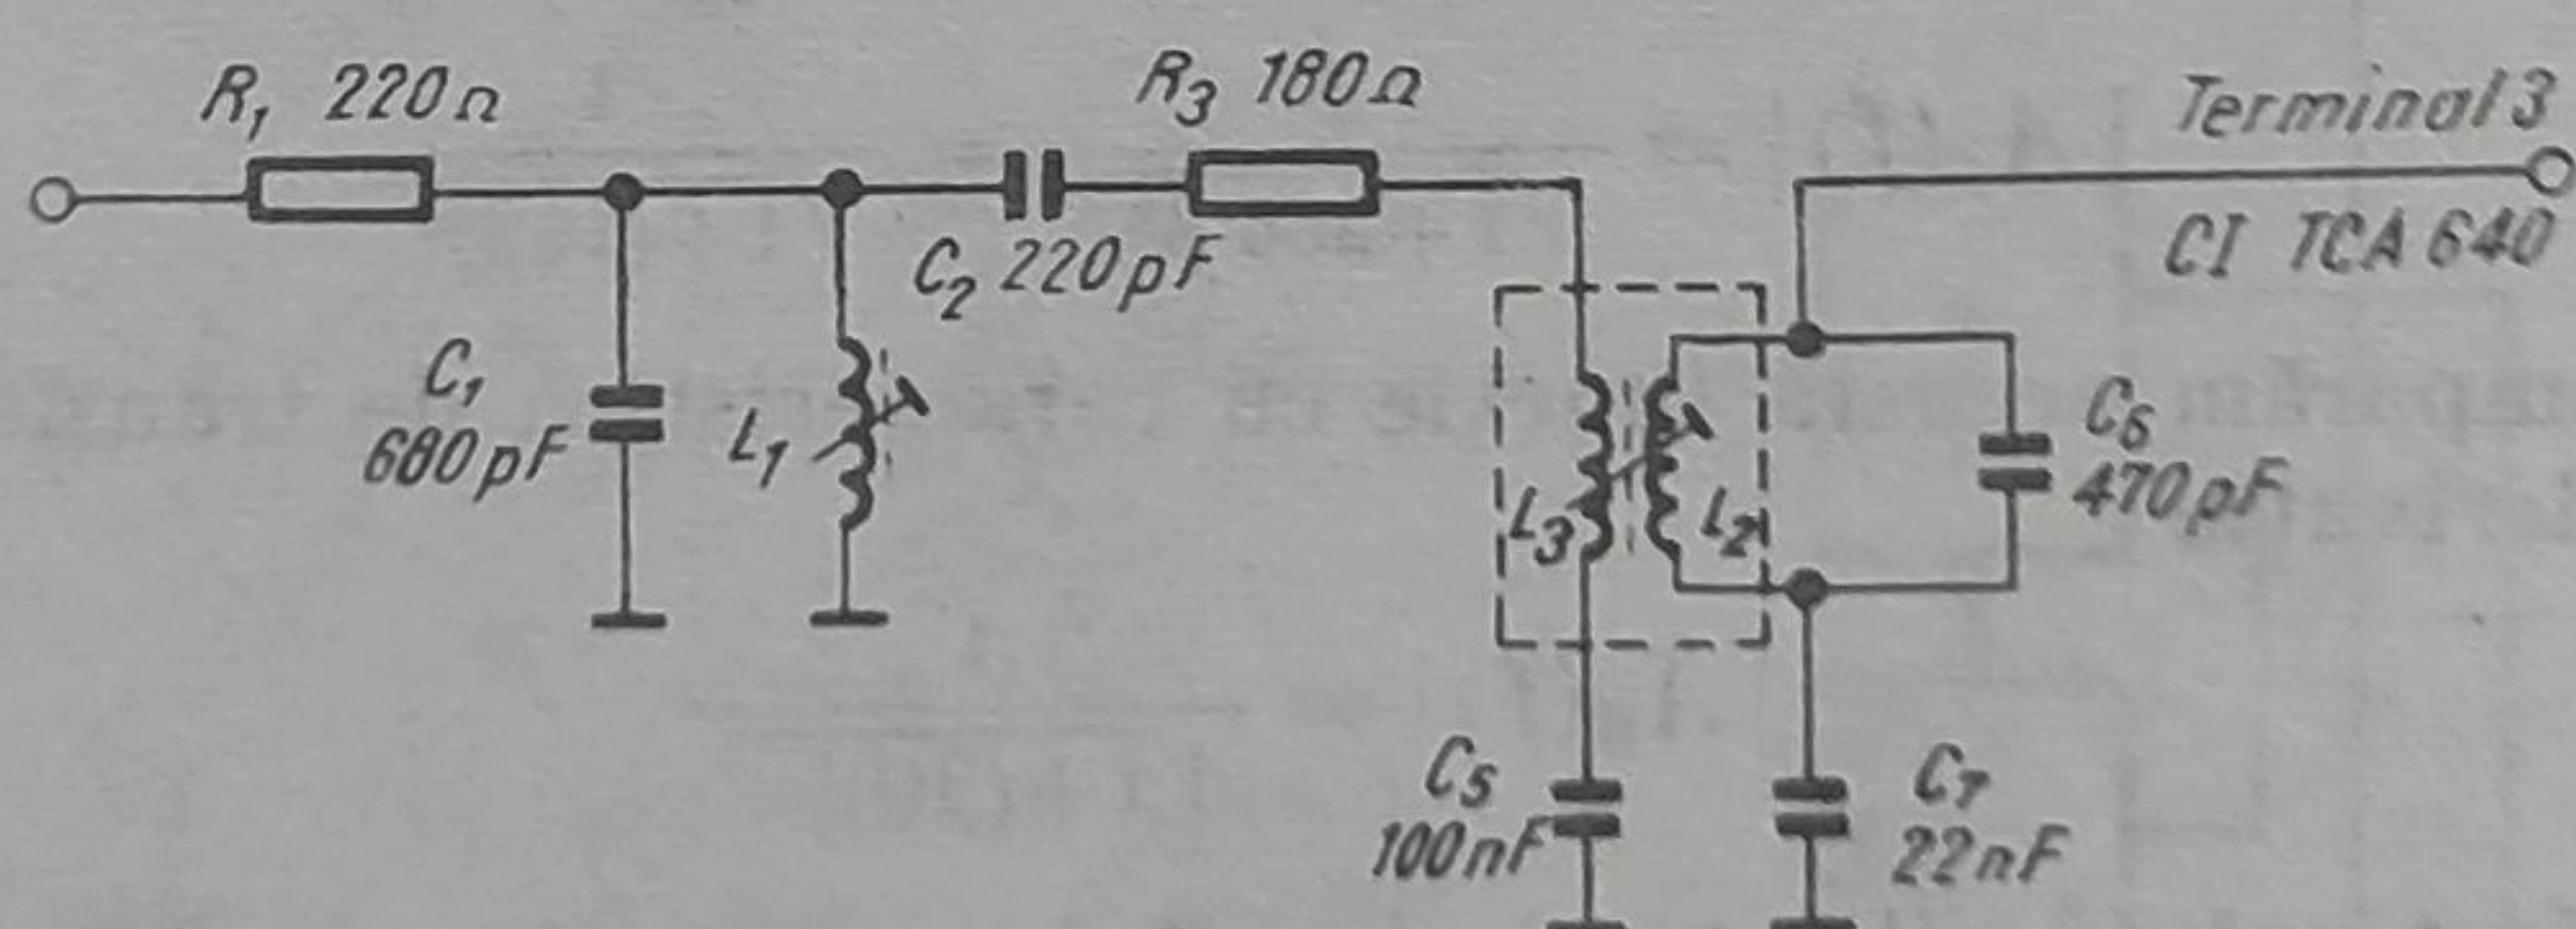 R₁ 220Ω
R₃ 180Ω
Terminal 3
C₂ 220pF
CI TCA 640
C₁
680pF
L₁
L₃
L₂
C₆
470pF
C₅
100nF
C₇
22nF